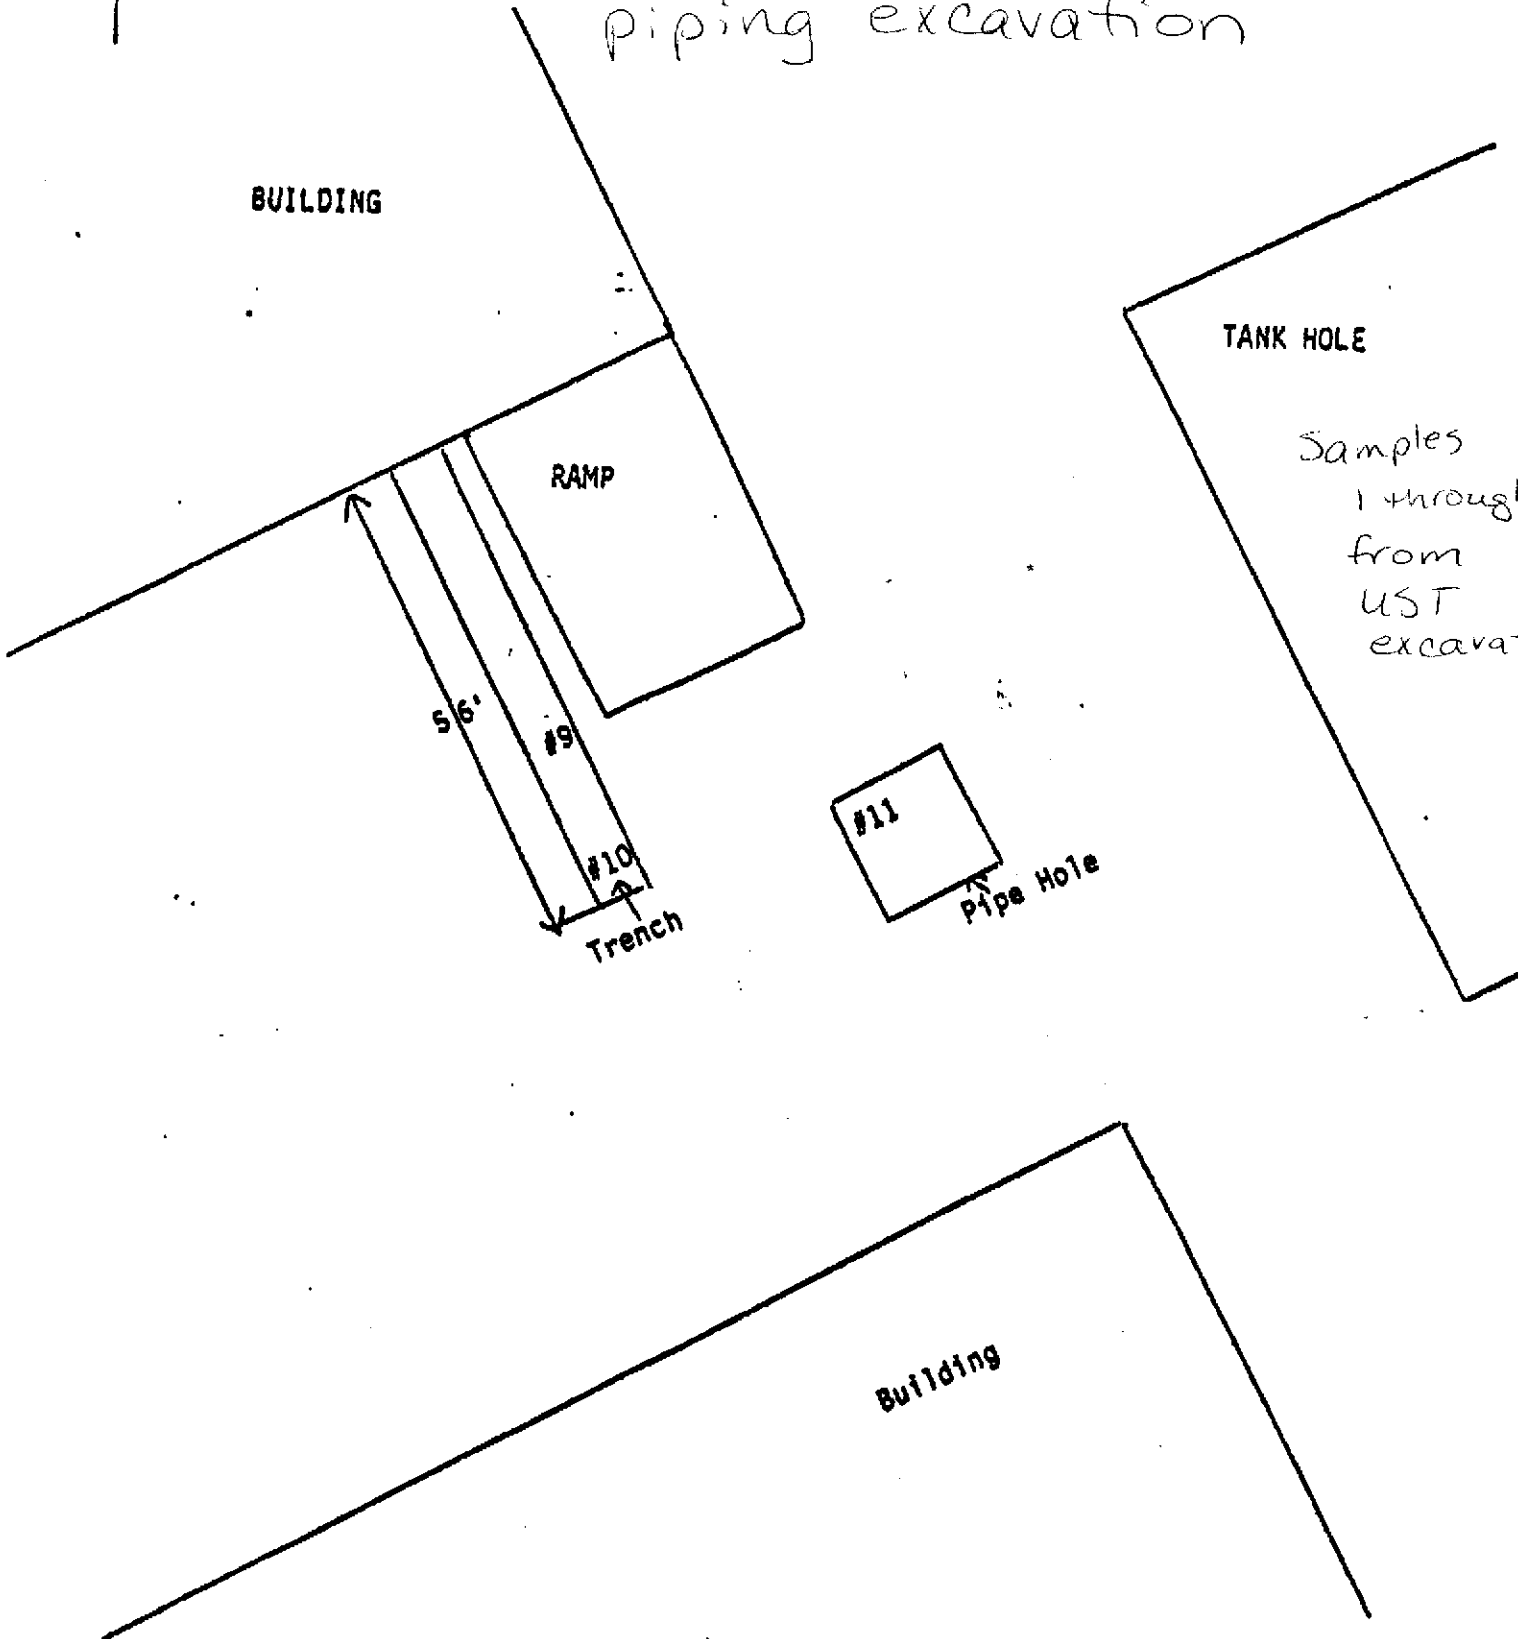 piping excavation
BUILDING
TANK HOLE
Samples
1 through
from
UST
excavat
RAMP
56'
#9
#11
#10
Pipe Hole
Trench
Building